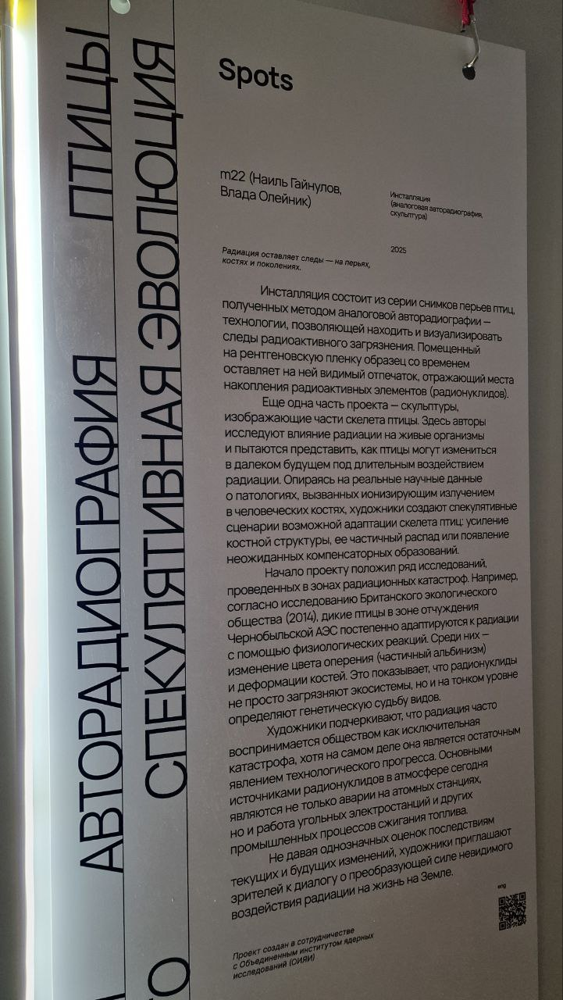 Spots
m22 (Наиль Гайнулов,
Влада Олейник)
Инсталляция
(аналоговая авторадиография,
скульптура)
2025
Радиация оставляет следы — на перьях,
костях и поколениях.
Инсталляция состоит из серии снимков перьев птиц,
полученных методом аналоговой авторадиографии —
технологии, позволяющей находить и визуализировать
следы радиоактивного загрязнения. Помещенный
на рентгеновскую пленку образец со временем
оставляет на ней видимый отпечаток, отражающий места
накопления радиоактивных элементов (радионуклидов).
Еще одна часть проекта — скульптуры,
изображающие части скелета птицы. Здесь авторы
исследуют влияние радиации на живые организмы
и пытаются представить, как птицы могут измениться
в далеком будущем под длительным воздействием
радиации. Опираясь на реальные научные данные
о патологиях, вызванных ионизирующим излучением
в человеческих костях, художники создают спекулятивные
сценарии возможной адаптации скелета птиц: усиление
костной структуры, ее частичный распад или появление
неожиданных компенсаторных образований.
Начало проекту положил ряд исследований,
проведенных в зонах радиационных катастроф. Например,
согласно исследованию Британского экологического
общества (2014), дикие птицы в зоне отчуждения
Чернобыльской АЭС постепенно адаптируются к радиации
с помощью физиологических реакций. Среди них —
изменение цвета оперения (частичный альбинизм)
и деформации костей. Это показывает, что радионуклиды
не просто загрязняют экосистемы, но и на тонком уровне
определяют генетическую судьбу видов.
Художники подчеркивают, что радиация часто
воспринимается обществом как исключительная
катастрофа, хотя на самом деле она является остаточным
явлением технологического прогресса. Основными
источниками радионуклидов в атмосфере сегодня
являются не только аварии на атомных станциях,
но и работа угольных электростанций и других
промышленных процессов сжигания топлива.
Не давая однозначных оценок последствиям
текущих и будущих изменений, художники приглашают
зрителей к диалогу о преобразующей силе невидимого
воздействия радиации на жизнь на Земле.
eng
Проект создан в сотрудничестве
с Объединенным институтом ядерных
исследований (ОИЯИ)
АВТОРАДИОГРАФИЯ ПТИЦЫ
СПЕКУЛЯТИВНАЯ ЭВОЛЮЦИЯ